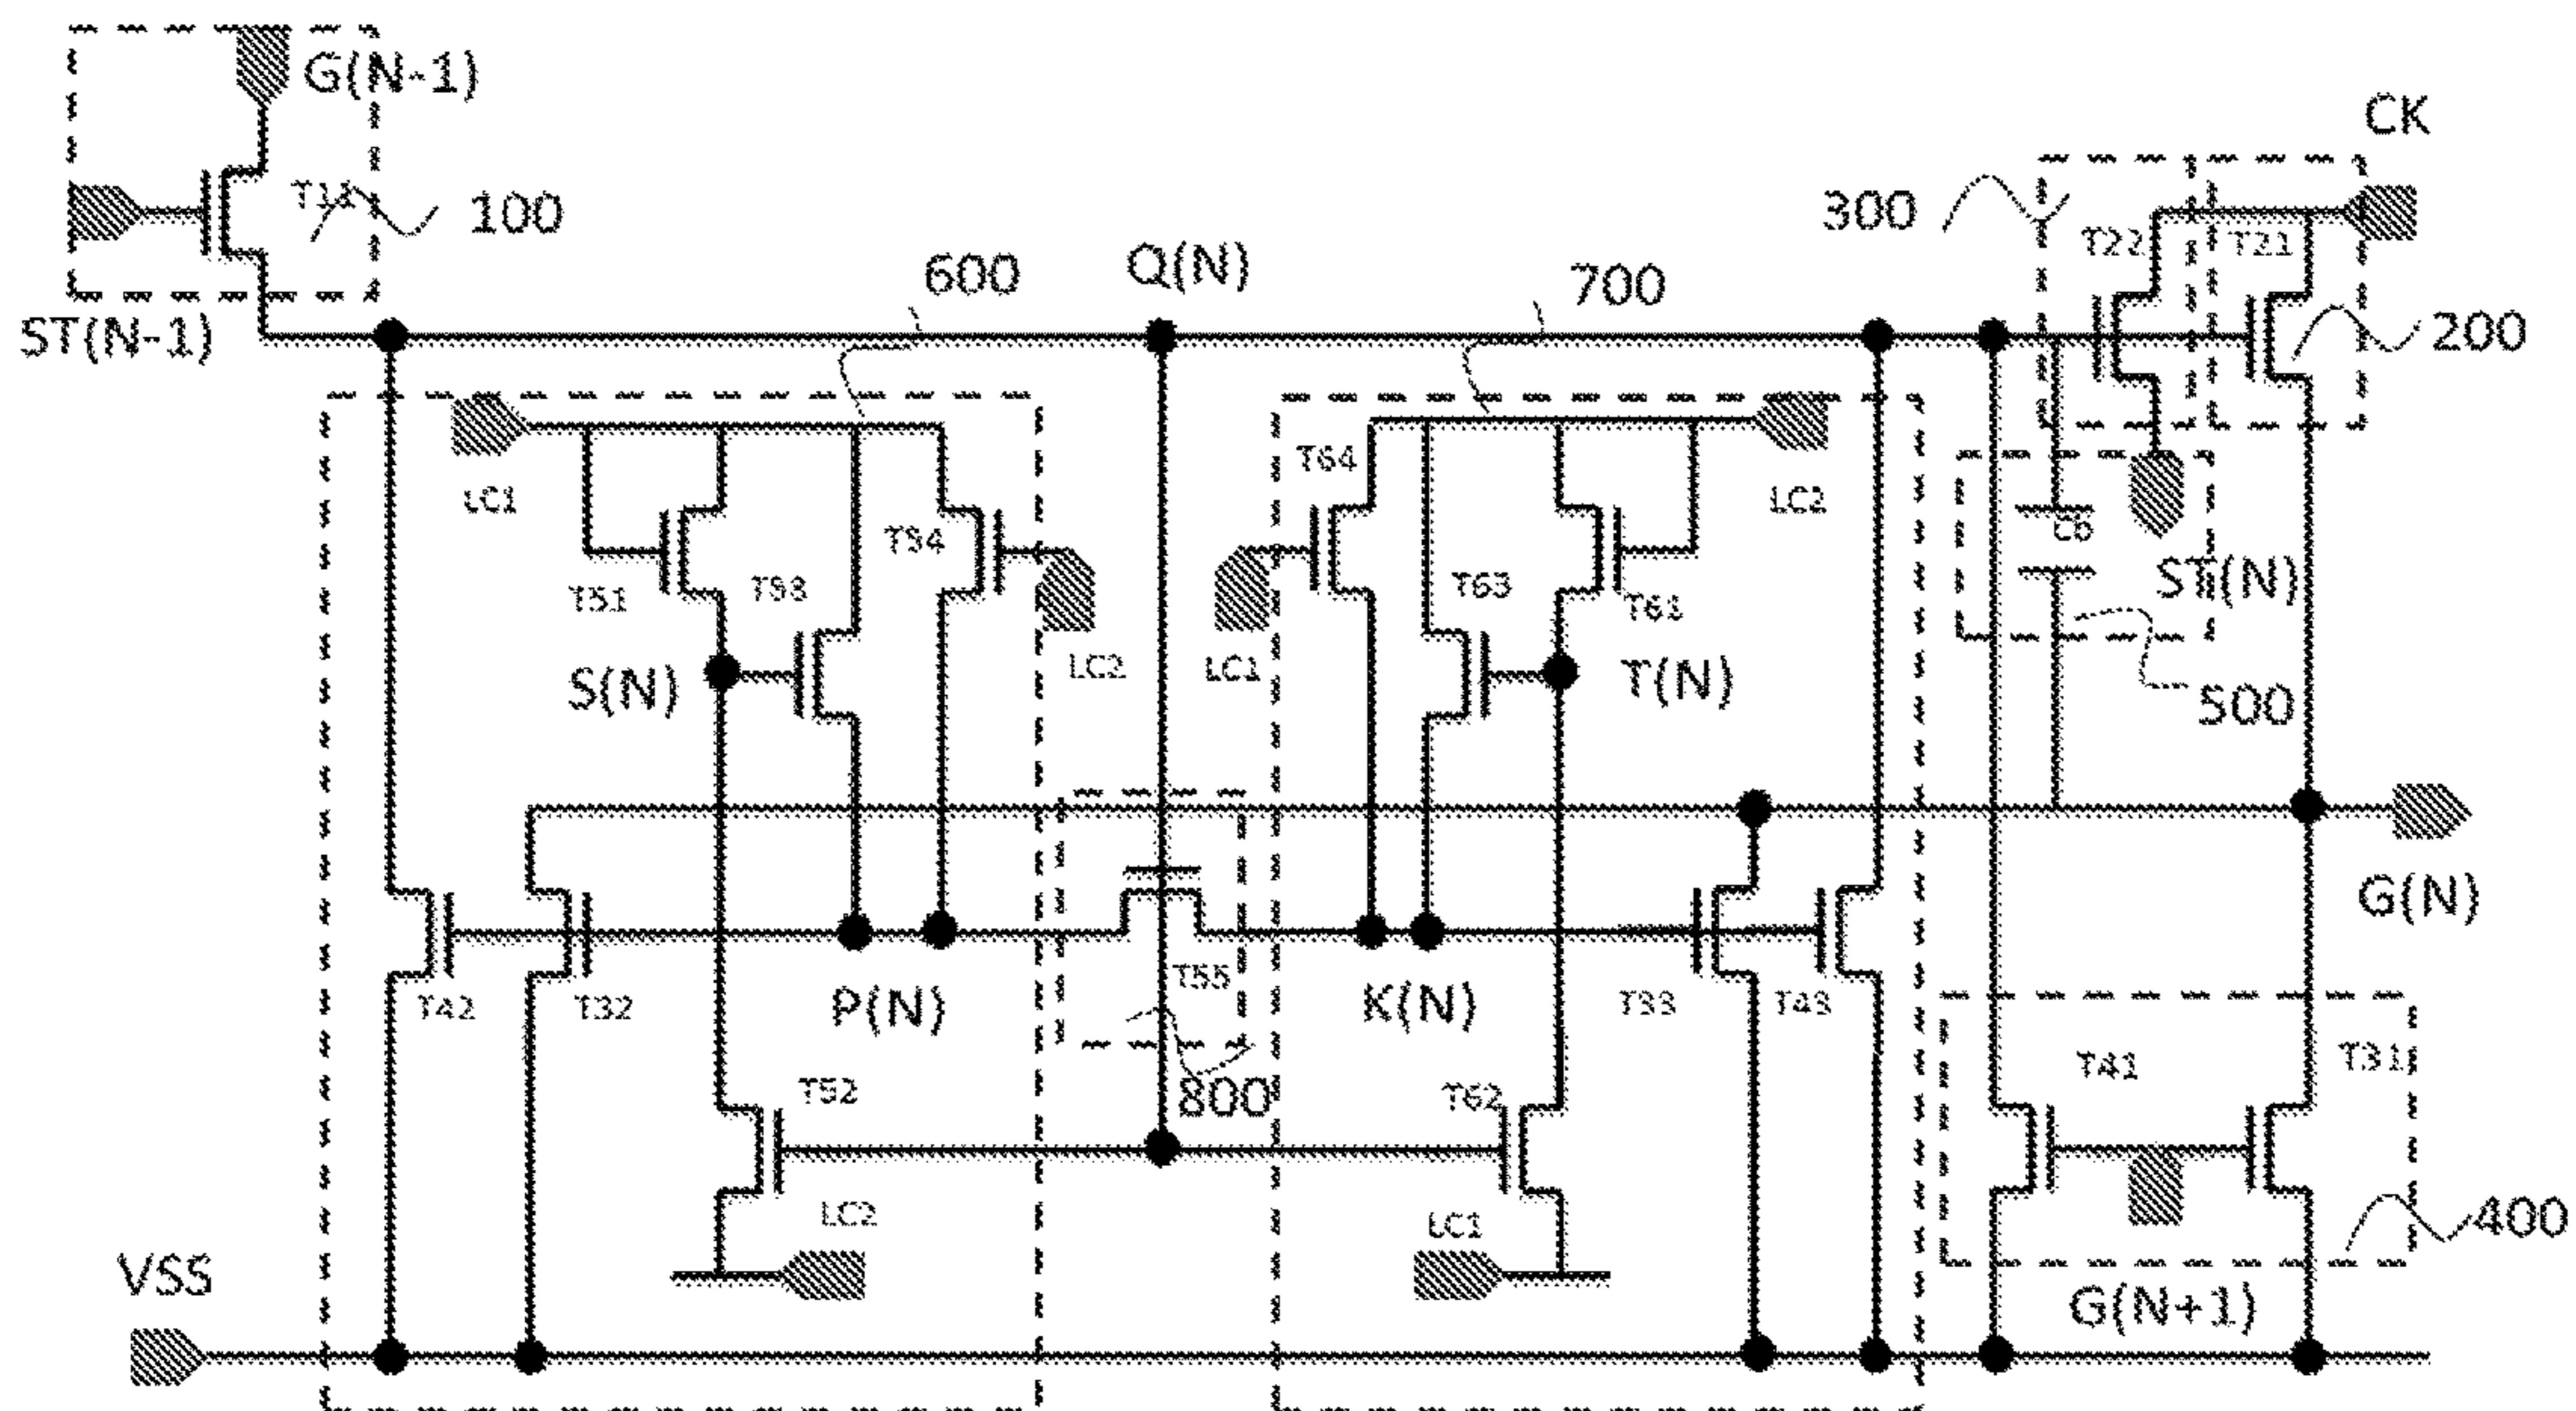 G(N-1)
CK
T11
100
300
T22
T21
600
Q(N)
700
ST(N-1)
200
LC1
T64
LC2
T54
Cb
T51
T53
T63
T61
ST(N)
S(N)
LC2
LC1
T(N)
500
G(N)
T42
T32
P(N)
T55
K(N)
T33
T43
T52
800
T62
T41
T31
LC2
LC1
400
VSS
G(N+1)